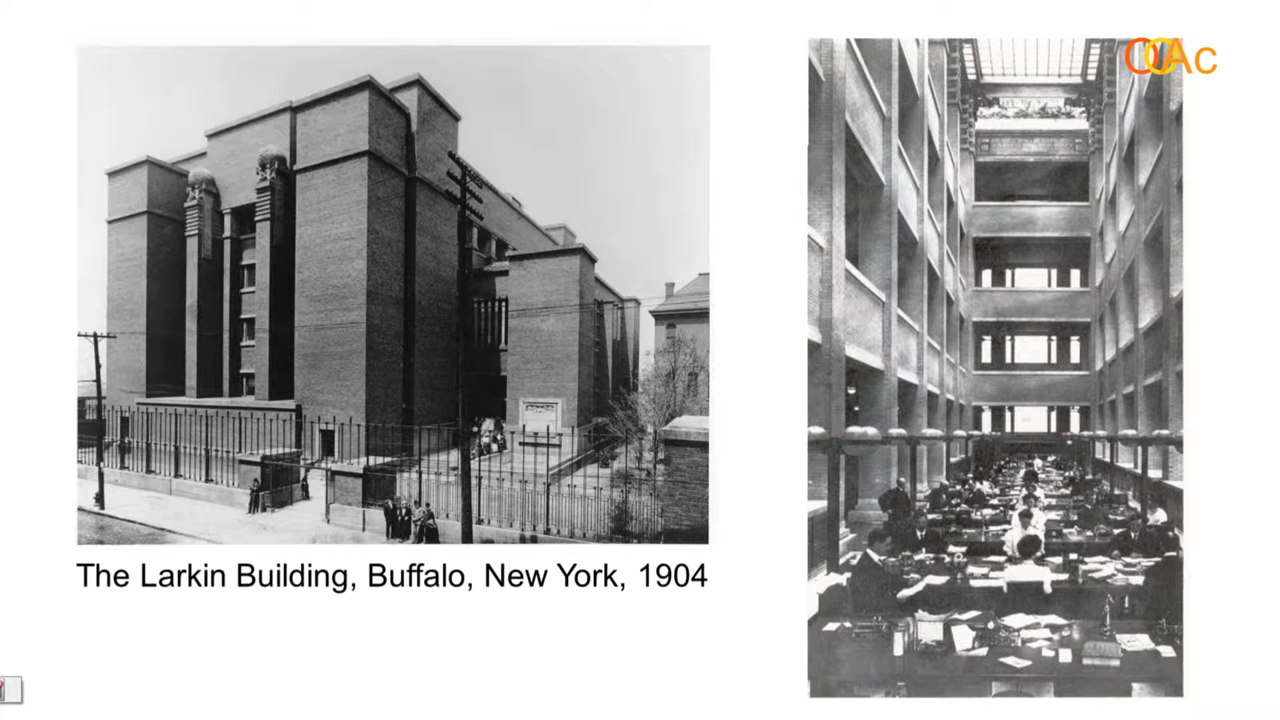 OCAc
The Larkin Building, Buffalo, New York, 1904